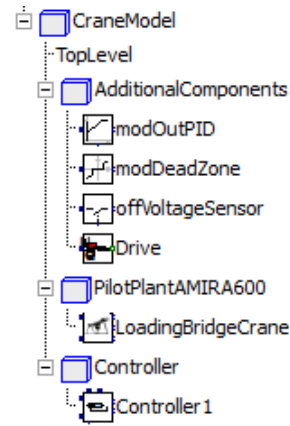 CraneModel
TopLevel
AdditionalComponents
modOutPID
modDeadZone
offVoltageSensor
Drive
PilotPlantAMIRA600
LoadingBridgeCrane
Controller
Controller1